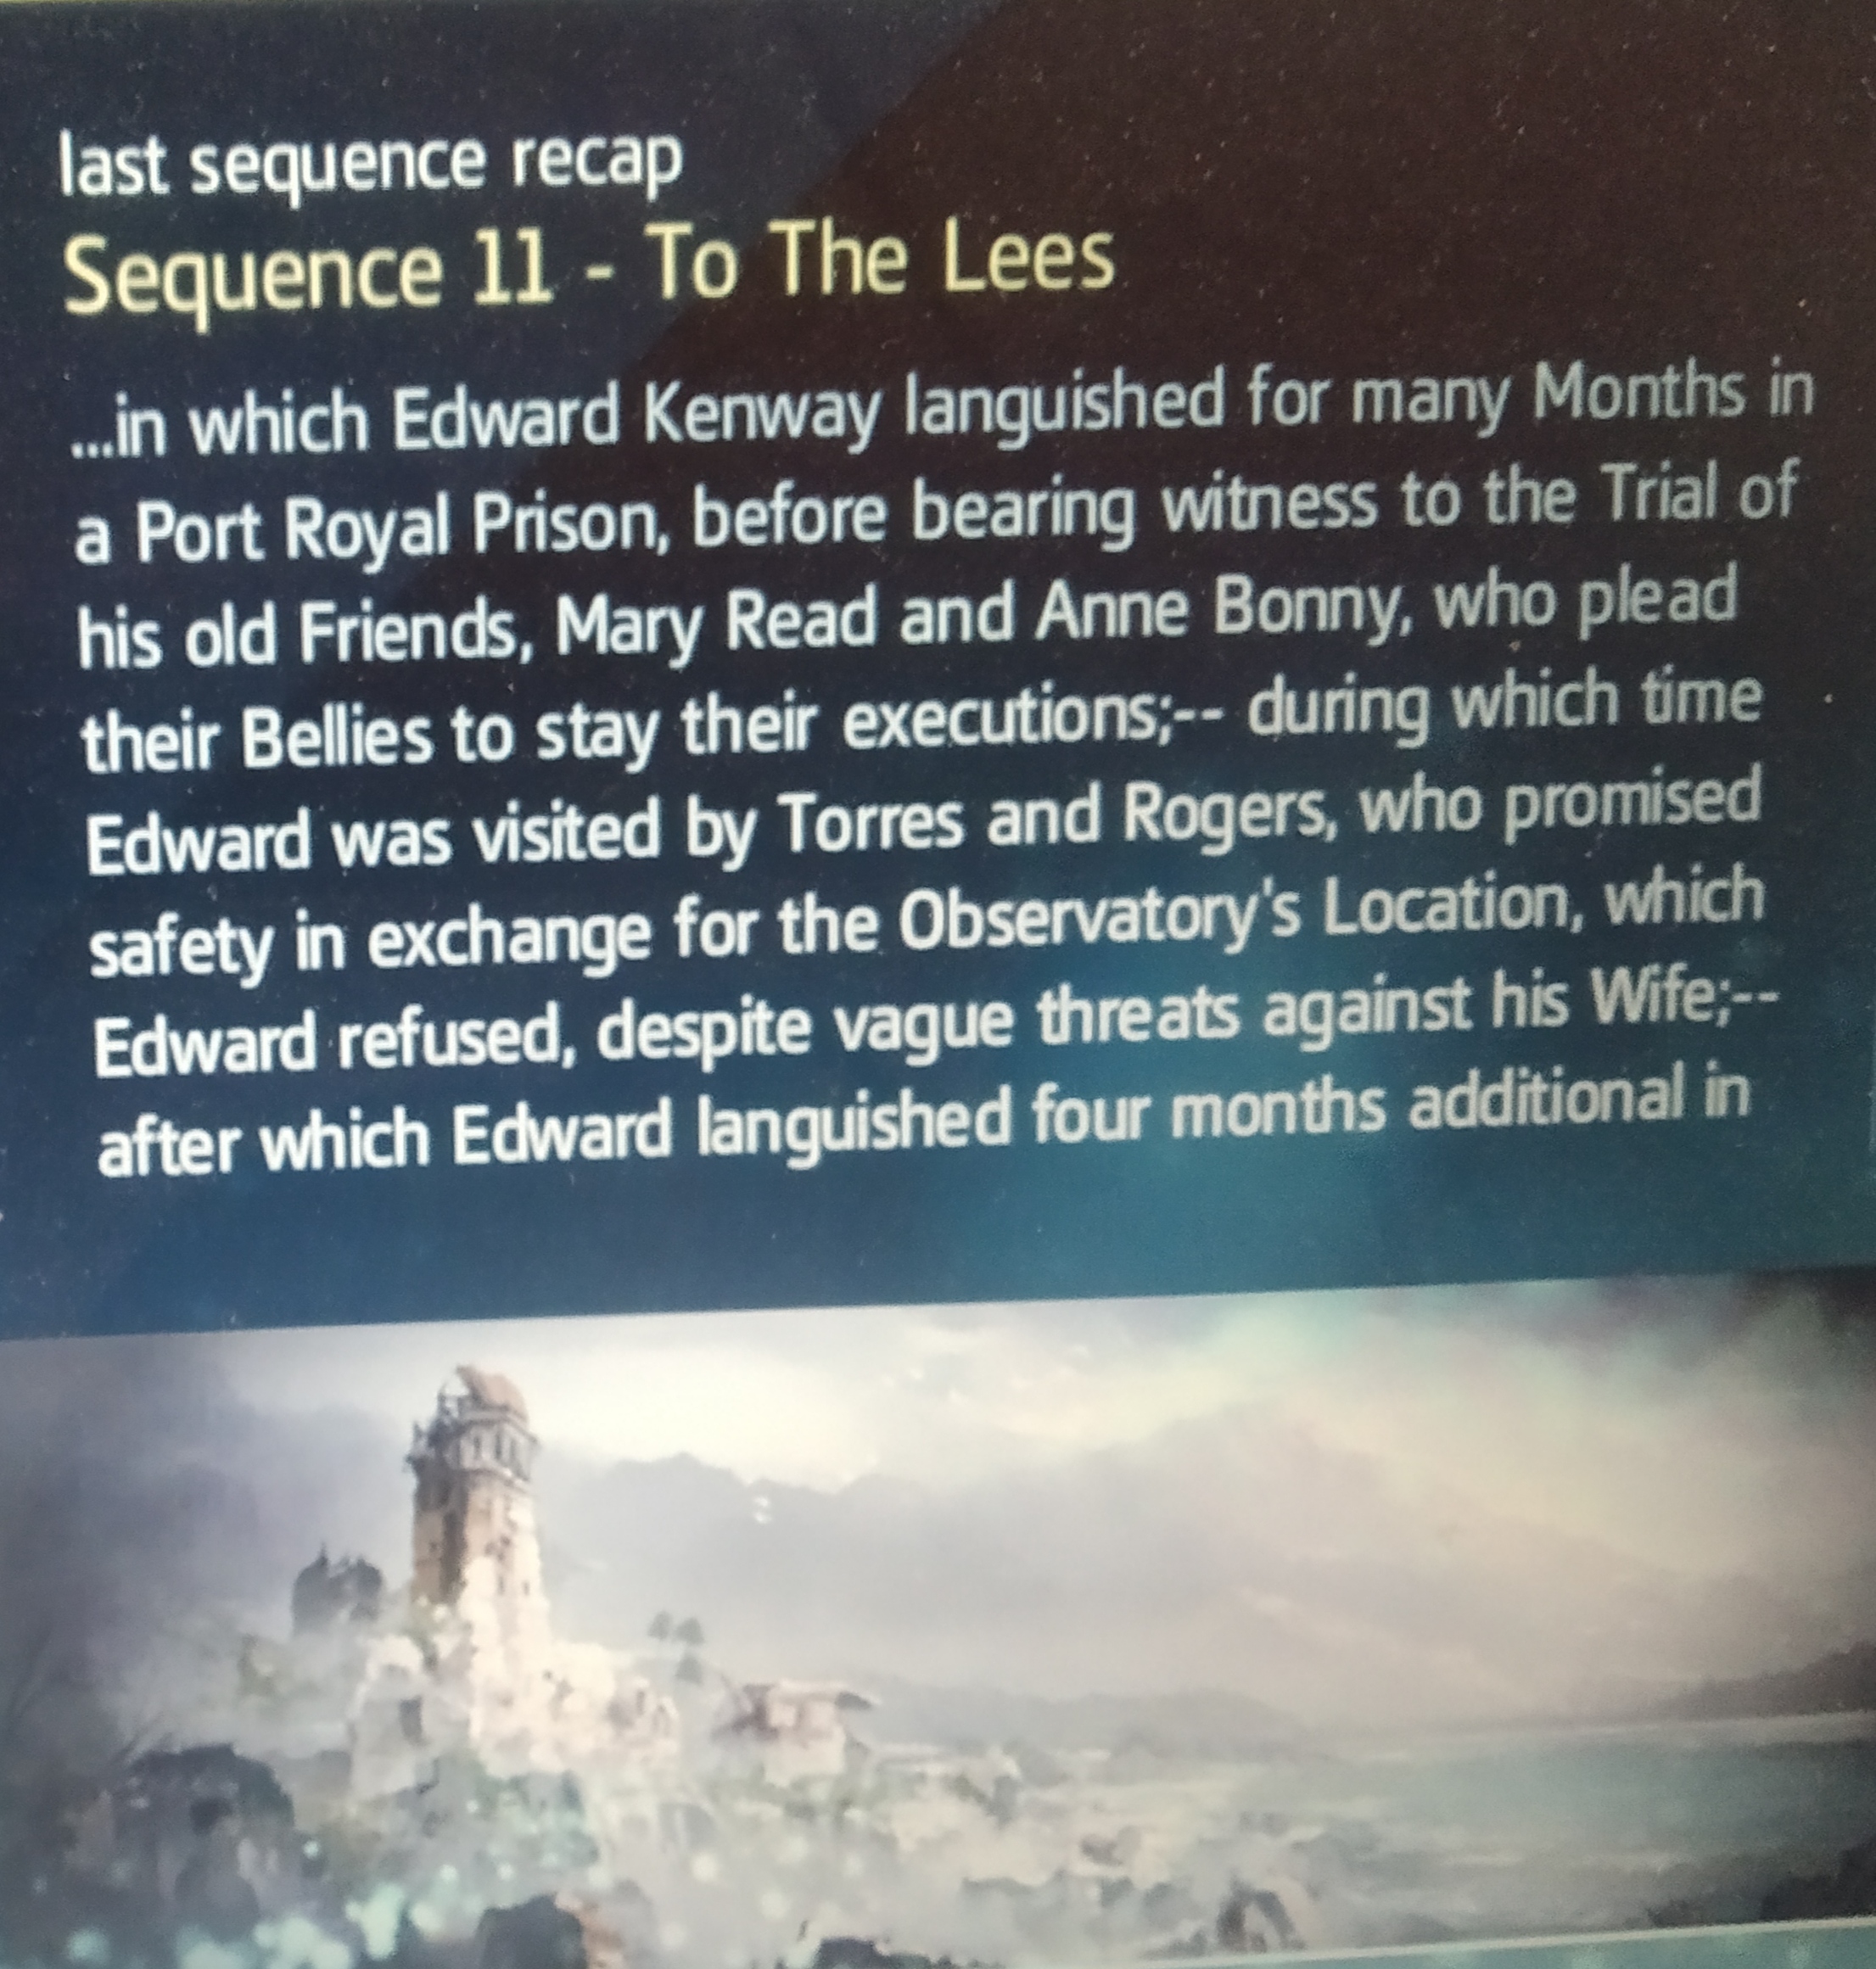 last sequence recap
Sequence 11 - To The Lees
...in which Edward Kenway languished for many Months in
a Port Royal Prison, before bearing witness to the Trial of
his old Friends, Mary Read and Anne Bonny, who plead
their Bellies to stay their executions;-- during which time
Edward was visited by Torres and Rogers, who promised
safety in exchange for the Observatory's Location, which
Edward refused, despite vague threats against his Wife;--
after which Edward languished four months additional in